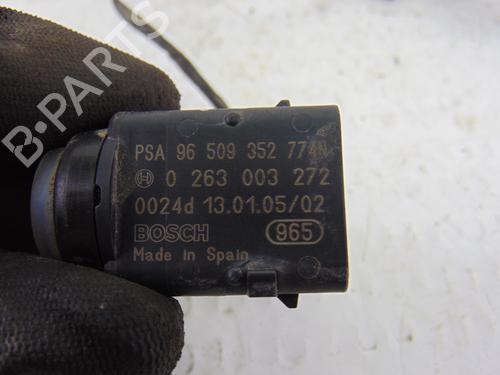 B-PARTS
PSA 96 509 352 774N
0 263 003 272
0024d 13.01.05/02
BOSCH 965
Made in Spain